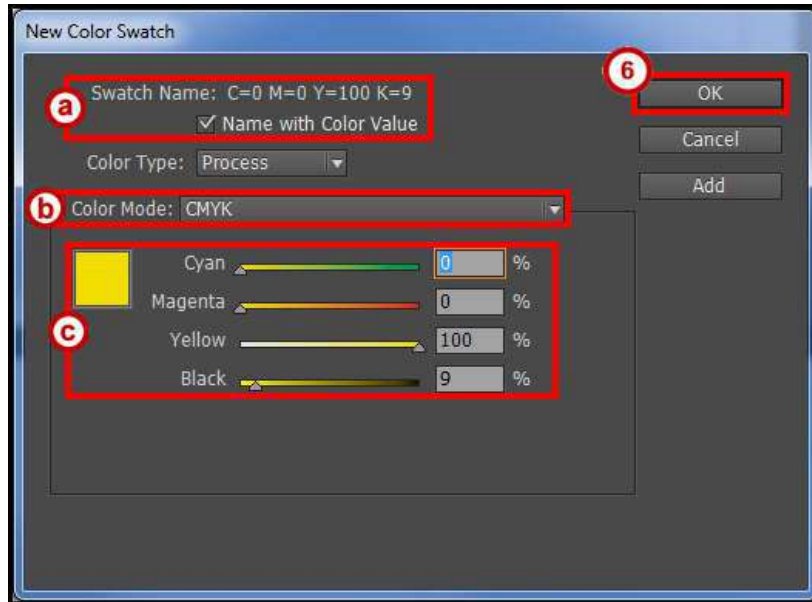 New Color Swatch
6
a
Swatch Name: C=0 M=0 Y=100 K=9
OK
Name with Color Value
Cancel
Color Type: Process
Add
b
Color Mode: CMYK
c
Cyan 0 %
Magenta 0 %
Yellow 100 %
Black 9 %